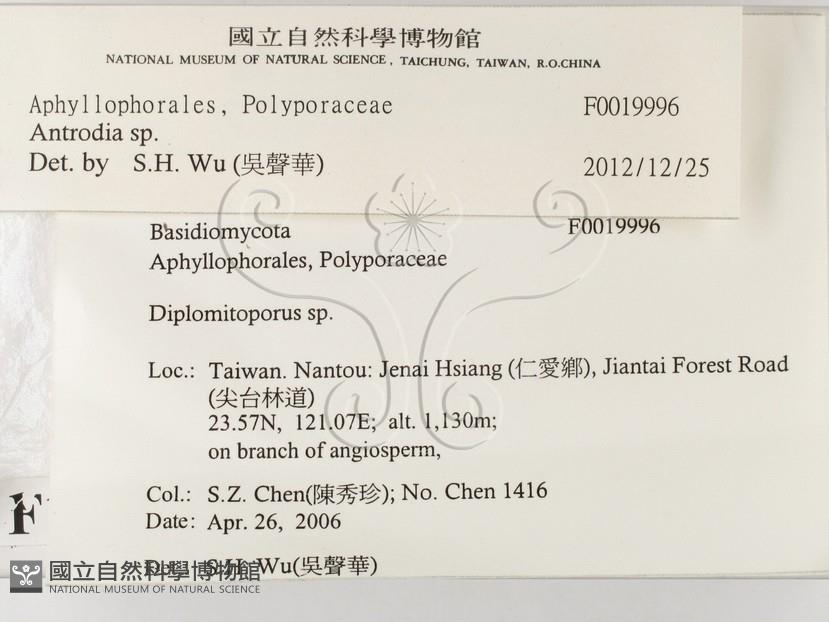 國立自然科學博物館
NATIONAL MUSEUM OF NATURAL SCIENCE, TAICHUNG, TAIWAN, R.O.CHINA
Aphyllophorales, Polyporaceae F0019996
Antrodia sp.
Det. by S.H. Wu (吳聲華) 2012/12/25
Basidiomycota F0019996
Aphyllophorales, Polyporaceae
Diplomitoporus sp.
Loc.: Taiwan. Nantou: Jenai Hsiang (仁愛鄉), Jiantai Forest Road
(尖台林道)
23.57N, 121.07E; alt. 1,130m;
on branch of angiosperm,
Col.: S.Z. Chen(陳秀珍); No. Chen 1416
Date: Apr. 26, 2006
Det.: S.H. Wu(吳聲華)
F
國立自然科學博物館
NATIONAL MUSEUM OF NATURAL SCIENCE